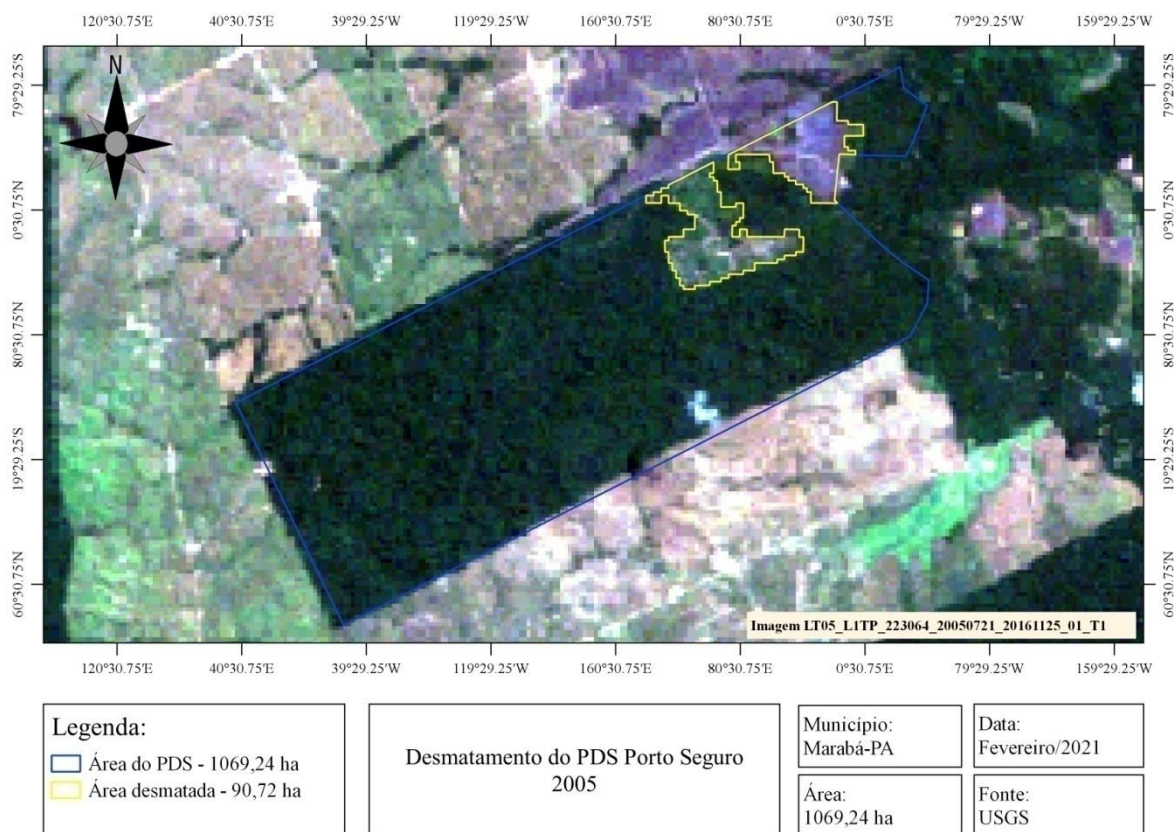 120°30.75'E 40°30.75'E 39°29.25'W 119°29.25'W 160°30.75'E 80°30.75'E 0°30.75'E 79°29.25'W 159°29.25'W
N
79°29.25'S 79°29.25'S
0°30.75'N 0°30.75'N
80°30.75'N 80°30.75'N
19°29.25'S 19°29.25'S
60°30.75'N 60°30.75'N
Imagem LT05_L1TP_223064_20050721_20161125_01_T1
120°30.75'E 40°30.75'E 39°29.25'W 119°29.25'W 160°30.75'E 80°30.75'E 0°30.75'E 79°29.25'W 159°29.25'W
Legenda:
Área do PDS - 1069,24 ha
Área desmatada - 90,72 ha
Desmatamento do PDS Porto Seguro
2005
Município:
Marabá-PA
Data:
Fevereiro/2021
Área:
1069,24 ha
Fonte:
USGS